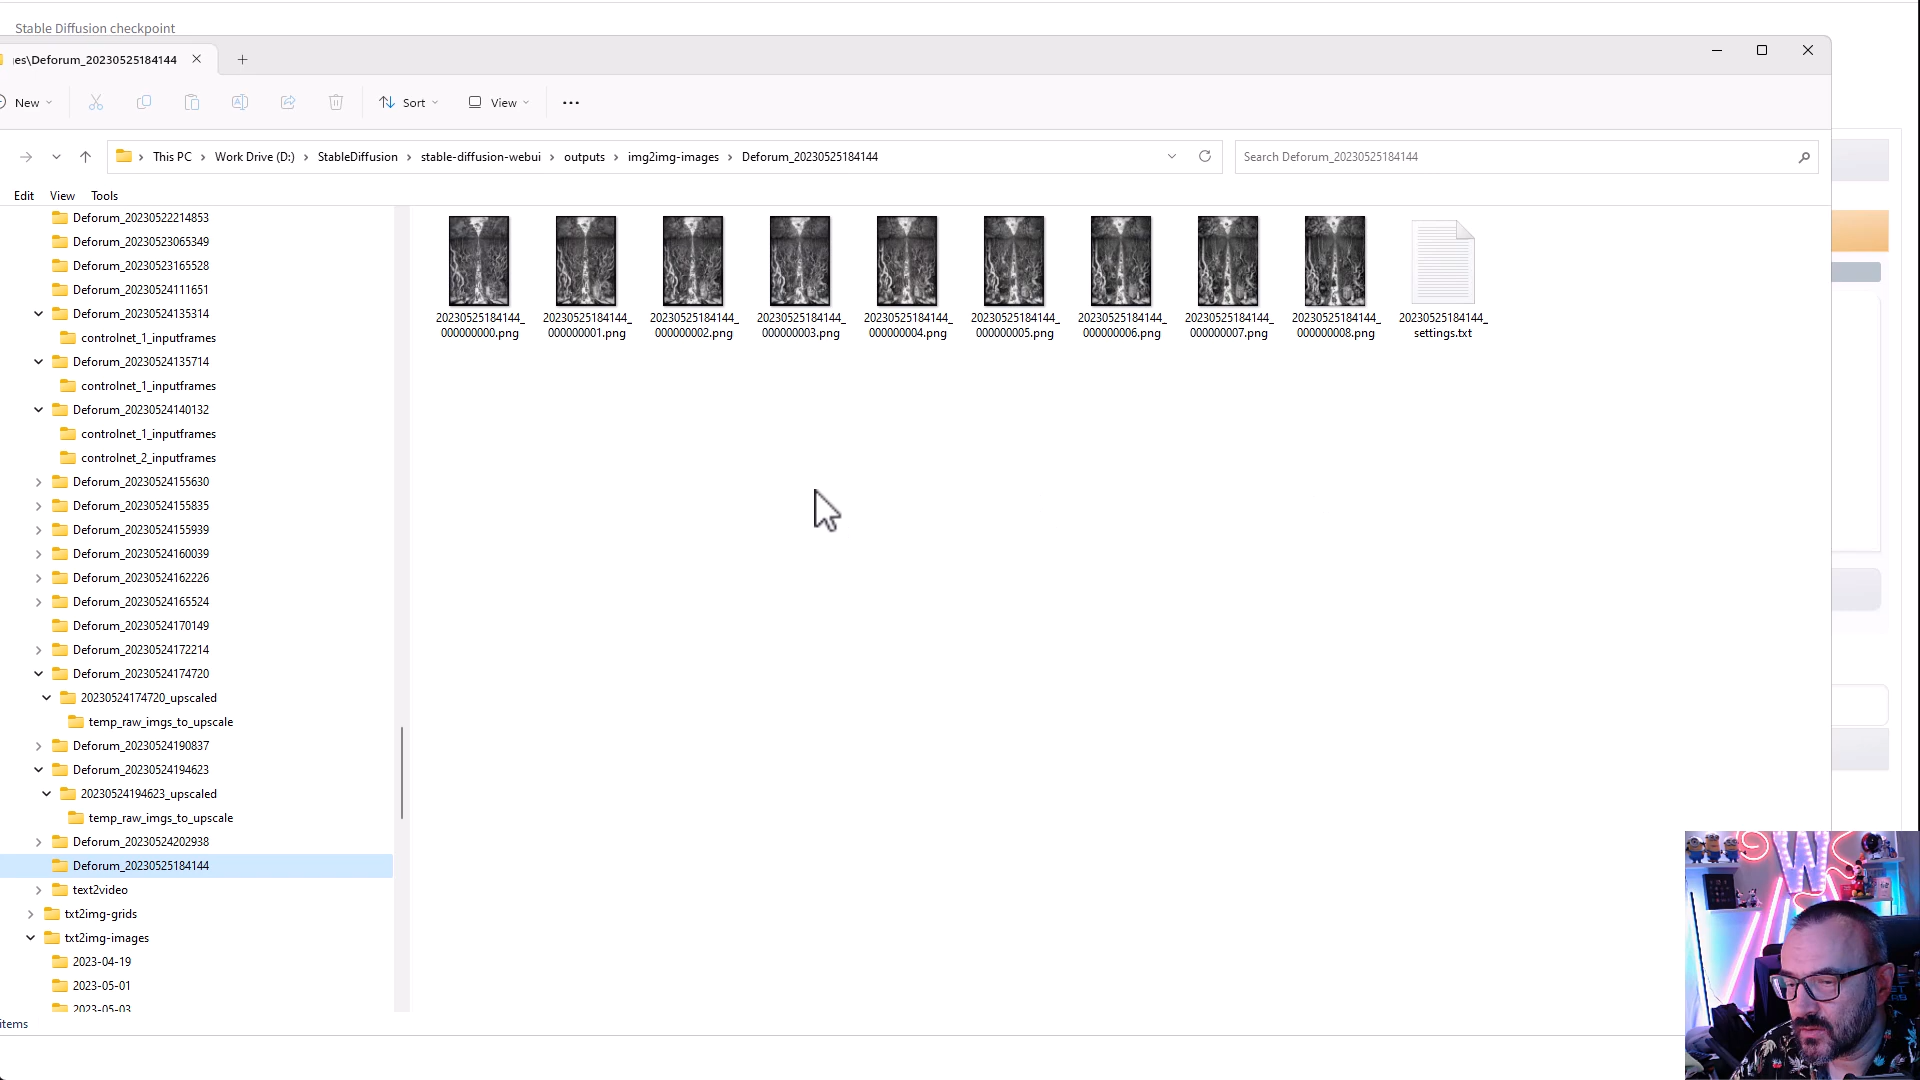 Stable Diffusion checkpoint
es\Deforum_20230525184144
New
Sort
View
This PC
Work Drive (D:)
StableDiffusion
stable-diffusion-webui
outputs
img2img-images
Deforum_20230525184144
Search Deforum_20230525184144
Edit
View
Tools
Deforum_20230522214853
Deforum_20230523065349
Deforum_20230523165528
Deforum_20230524111651
Deforum_20230524135314
controlnet_1_inputframes
Deforum_20230524135714
controlnet_1_inputframes
Deforum_20230524140132
controlnet_1_inputframes
controlnet_2_inputframes
Deforum_20230524155630
Deforum_20230524155835
Deforum_20230524155939
Deforum_20230524160039
Deforum_20230524162226
Deforum_20230524165524
Deforum_20230524170149
Deforum_20230524172214
Deforum_20230524174720
20230524174720_upscaled
temp_raw_imgs_to_upscale
Deforum_20230524190837
Deforum_20230524194623
20230524194623_upscaled
temp_raw_imgs_to_upscale
Deforum_20230524202938
Deforum_20230525184144
text2video
txt2img-grids
txt2img-images
2023-04-19
2023-05-01
2023-05-03
items
20230525184144_
000000000.png
20230525184144_
000000001.png
20230525184144_
000000002.png
20230525184144_
000000003.png
20230525184144_
000000004.png
20230525184144_
000000005.png
20230525184144_
000000006.png
20230525184144_
000000007.png
20230525184144_
000000008.png
20230525184144_
settings.txt
W